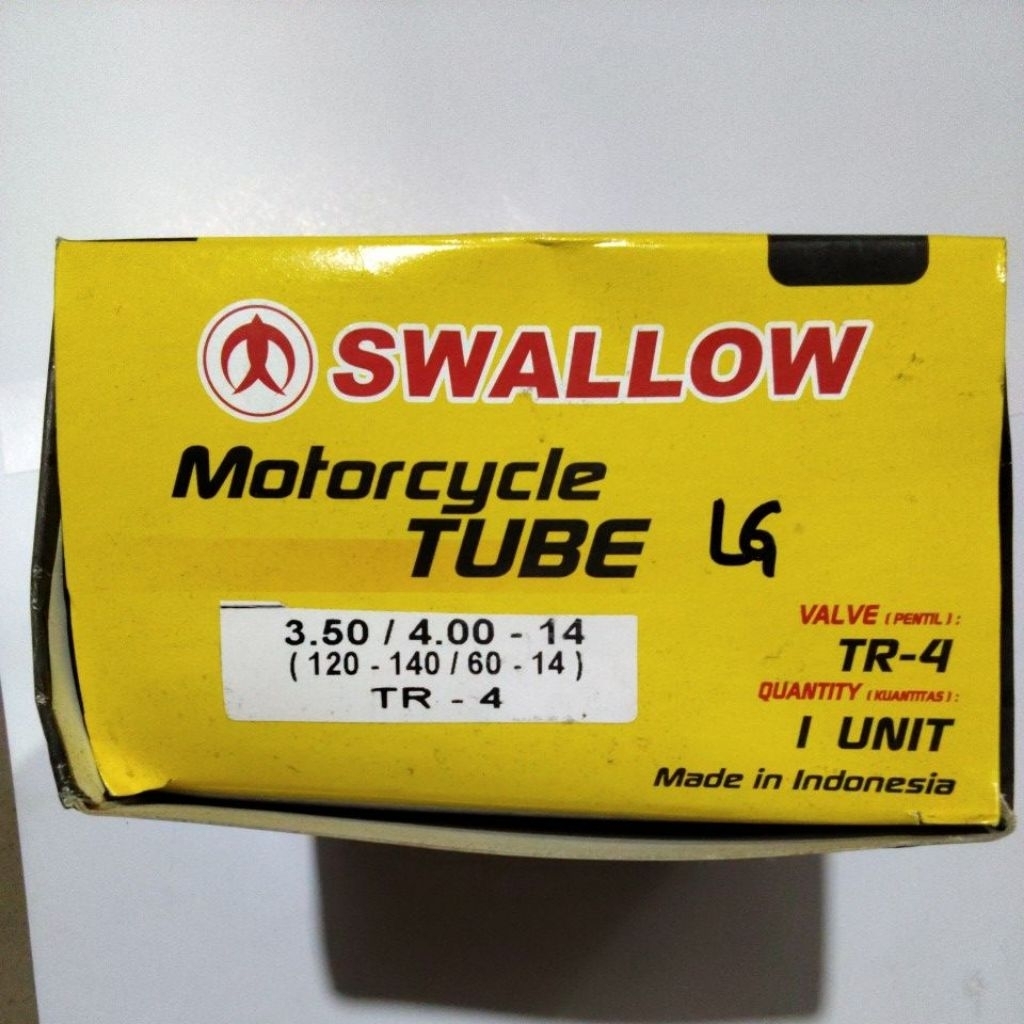 SWALLOW
Motorcycle
TUBE
LG
3.50 / 4.00 - 14
( 120 - 140 / 60 - 14 )
TR - 4
VALVE ( PENTIL ) :
TR-4
QUANTITY ( KUANTITAS ) :
1 UNIT
Made in Indonesia